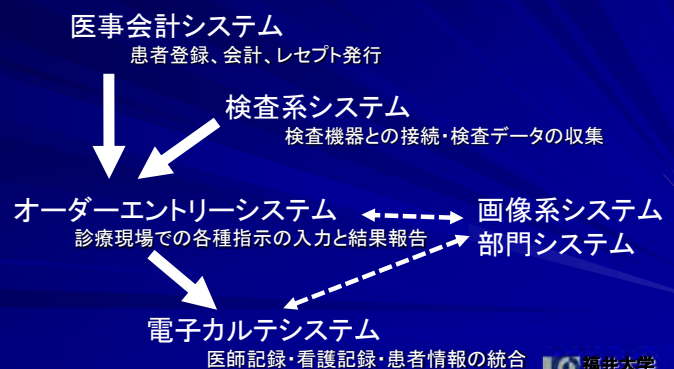 医事会計システム
患者登録、会計、レセプト発行
検査系システム
検査機器との接続・検査データの収集
オーダーエントリーシステム
診療現場での各種指示の入力と結果報告
画像系システム
部門システム
電子カルテシステム
医師記録・看護記録・患者情報の統合
福井大学